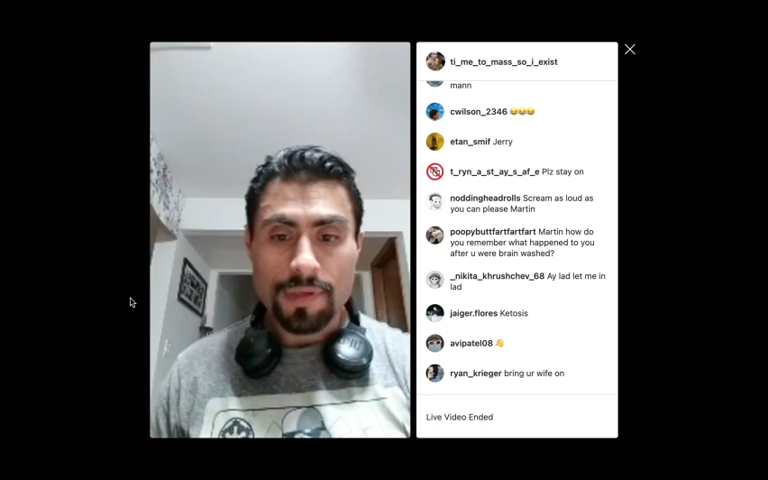 ti_me_to_mass_so_i_exist
mann
cwilson_2346 😂😂😂
etan_smif Jerry
t_ryn_a_st_ay_s_af_e Plz stay on
noddingheadrolls Scream as loud as
you can please Martin
poopybuttfartfartfart Martin how do
you remember what happened to you
after u were brain washed?
_nikita_khrushchev_68 Ay lad let me in
lad
jaiger.flores Ketosis
avipatel08 👋
ryan_krieger bring ur wife on
Live Video Ended